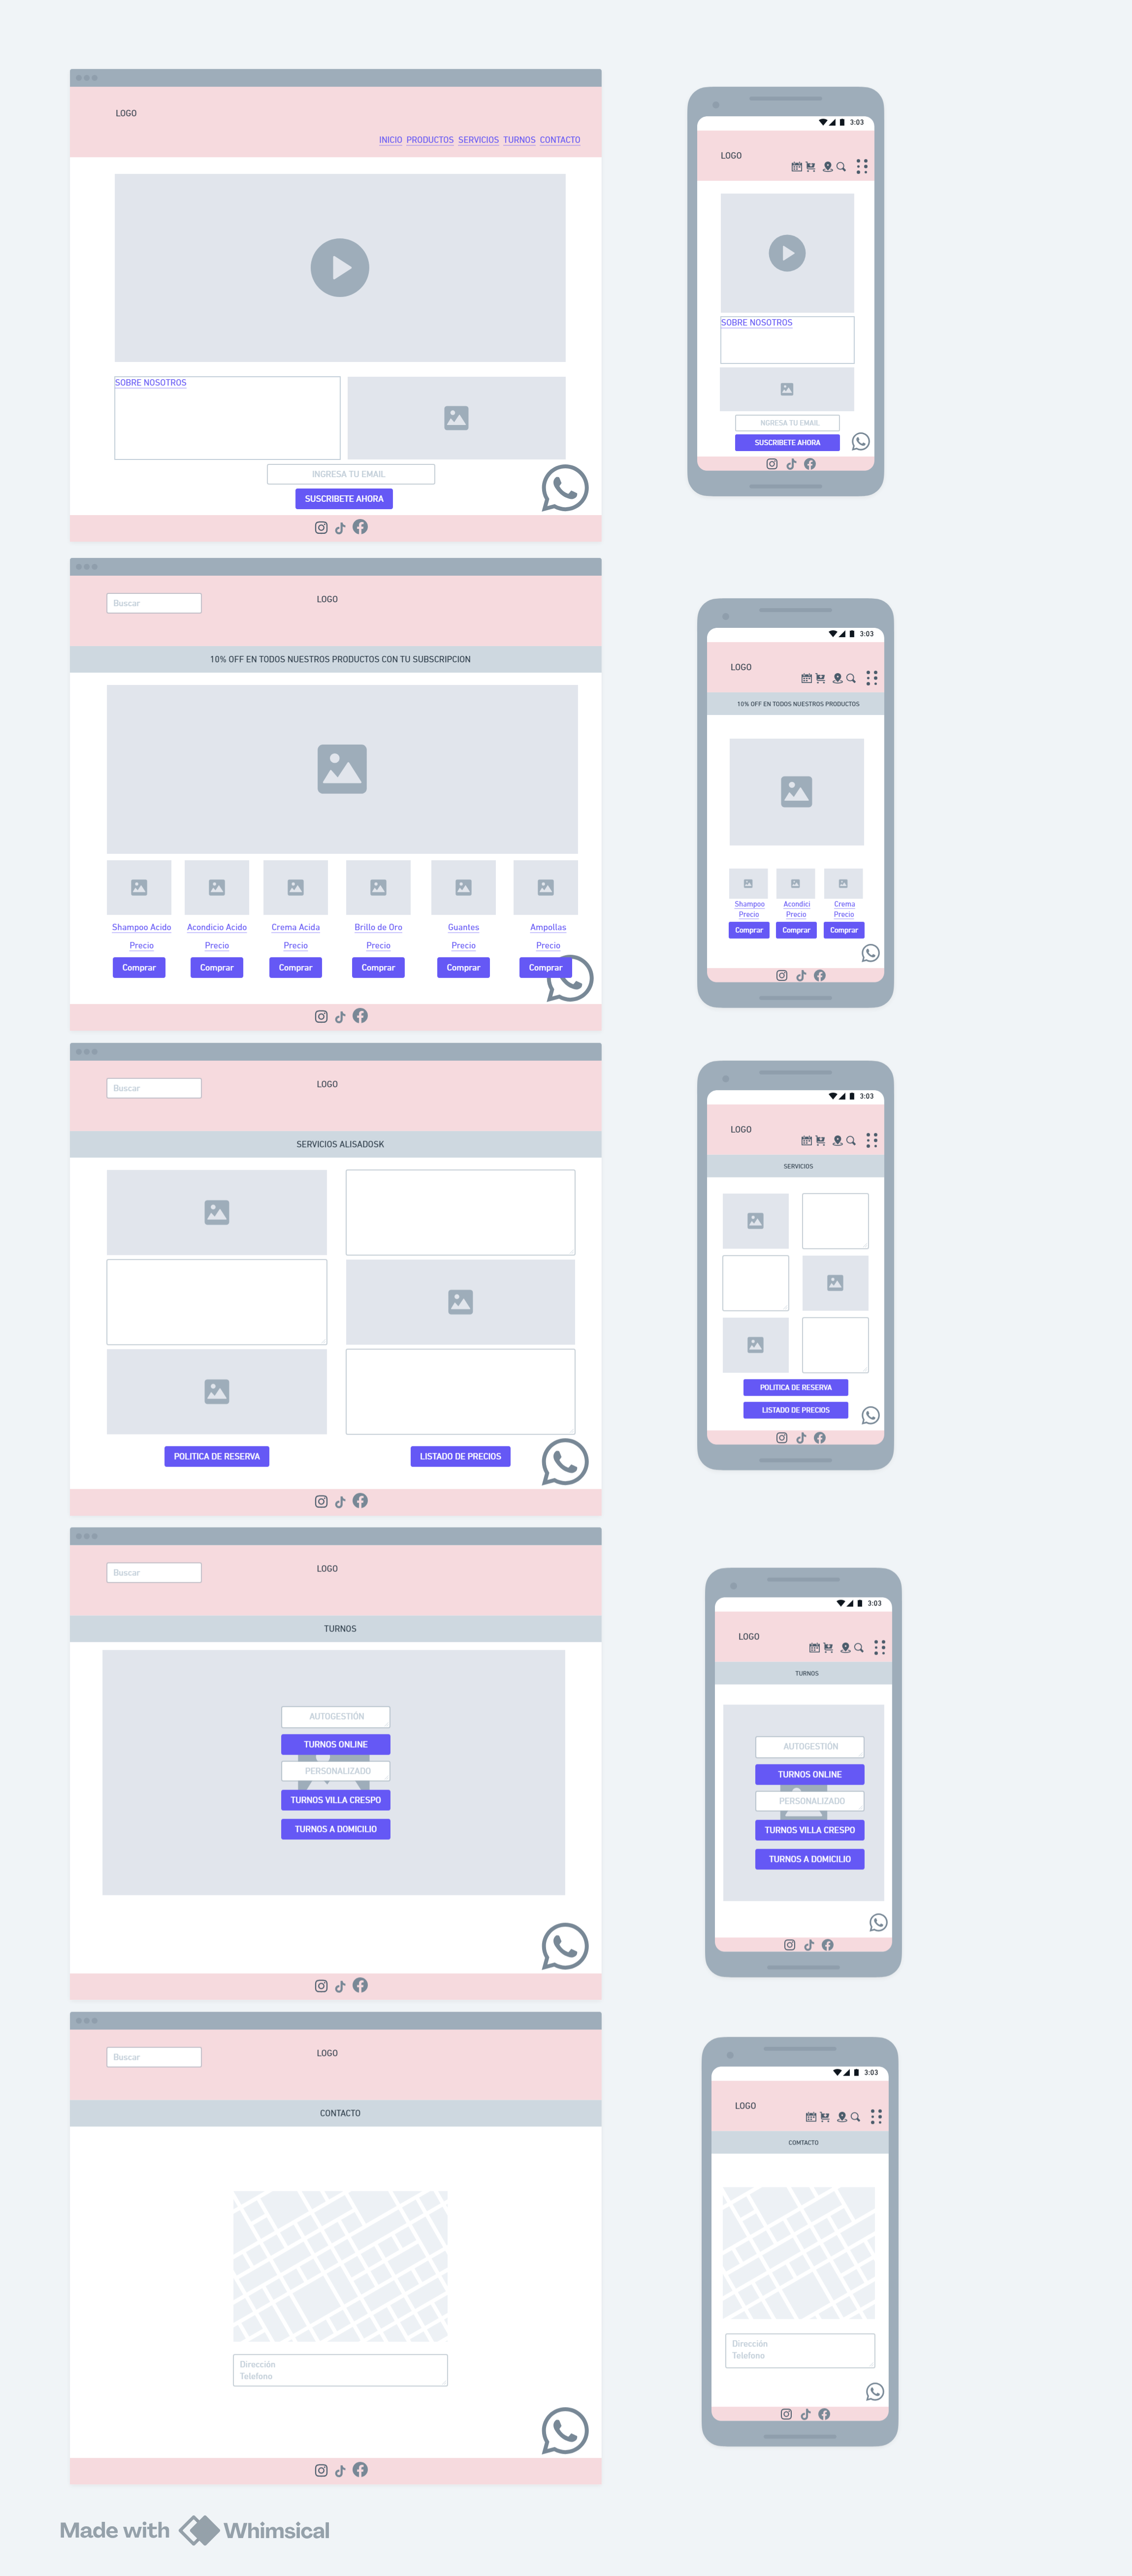 LOGO
INICIO PRODUCTOS SERVICIOS TURNOS CONTACTO
SOBRE NOSOTROS
INGRESA TU EMAIL
SUSCRIBETE AHORA
3:03
LOGO
SOBRE NOSOTROS
NGRESA TU EMAIL
SUSCRIBETE AHORA
Buscar
LOGO
10% OFF EN TODOS NUESTROS PRODUCTOS CON TU SUBSCRIPCION
Shampoo Acido Acondicio Acido Crema Acida Brillo de Oro Guantes Ampollas
Precio Precio Precio Precio Precio Precio
Comprar Comprar Comprar Comprar Comprar Comprar
3:03
LOGO
10% OFF EN TODOS NUESTROS PRODUCTOS
Shampoo Acondici Crema
Precio Precio Precio
Comprar Comprar Comprar
Buscar
LOGO
SERVICIOS ALISADOSK
POLITICA DE RESERVA LISTADO DE PRECIOS
3:03
LOGO
SERVICIOS
POLITICA DE RESERVA
LISTADO DE PRECIOS
Buscar
LOGO
TURNOS
AUTOGESTIÓN
TURNOS ONLINE
PERSONALIZADO
TURNOS VILLA CRESPO
TURNOS A DOMICILIO
3:03
LOGO
TURNOS
AUTOGESTIÓN
TURNOS ONLINE
PERSONALIZADO
TURNOS VILLA CRESPO
TURNOS A DOMICILIO
Buscar
LOGO
CONTACTO
Dirección
Telefono
3:03
LOGO
COMTACTO
Dirección
Telefono
Made with Whimsical